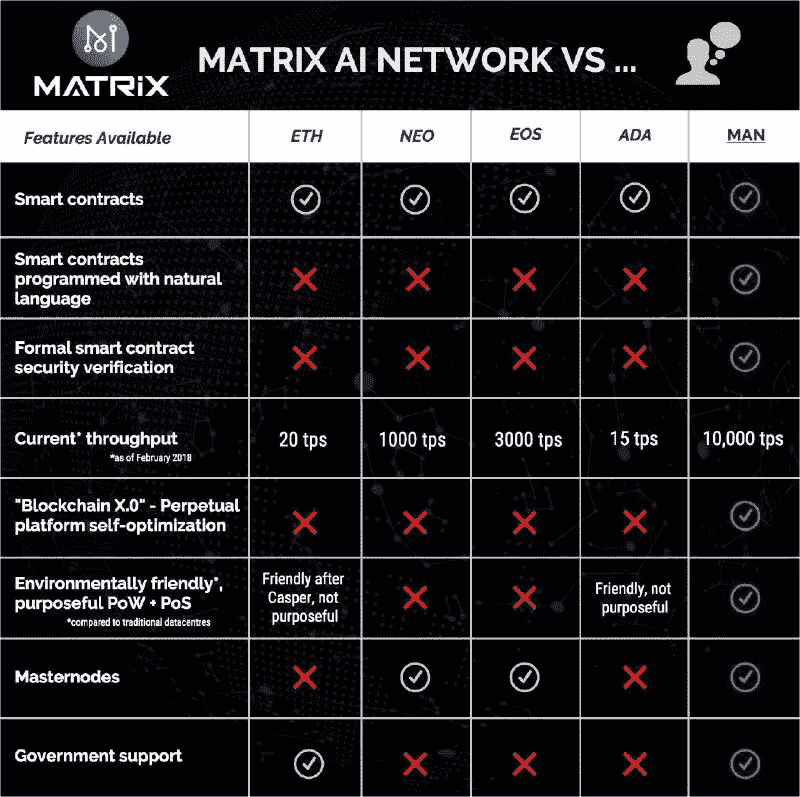 MATRIX
MATRIX AI NETWORK VS ...
Features Available ETH NEO EOS ADA MAN
Smart contracts
Smart contracts
programmed with natural
language
Formal smart contract
security verification
Current* throughput 20 tps 1000 tps 3000 tps 15 tps 10,000 tps
*as of February 2018
"Blockchain X.0" - Perpetual
platform self-optimization
Environmentally friendly*,
purposeful PoW + PoS
*compared to traditional datacentres
Friendly after
Casper, not
purposeful
Friendly, not
purposeful
Masternodes
Government support